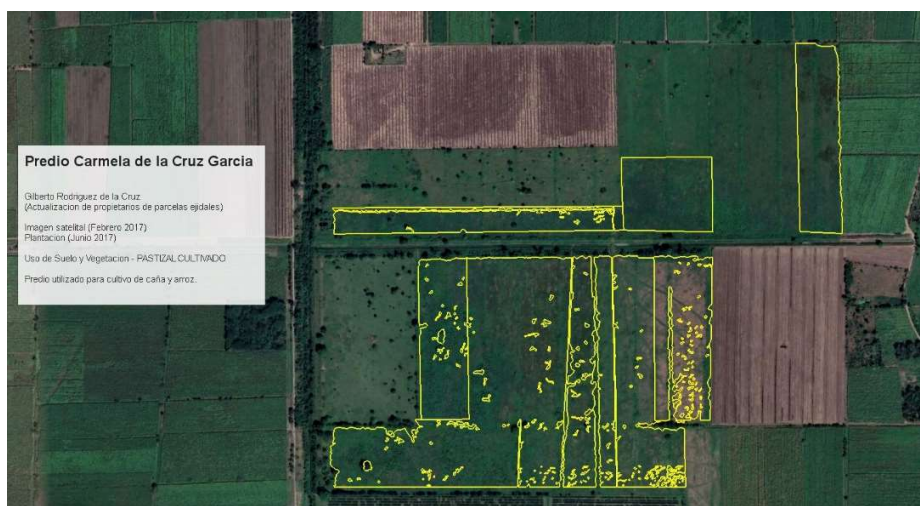 Predio Carmela de la Cruz Garcia
Gilberto Rodriguez de la Cruz
(Actualizacion de propietarios de parcelas ejidales)
Imagen satelital (Febrero 2017)
Plantacion (Junio 2017)
Uso de Suelo y Vegetacion - PASTIZAL CULTIVADO
Predio utilizado para cultivo de caña y arroz.